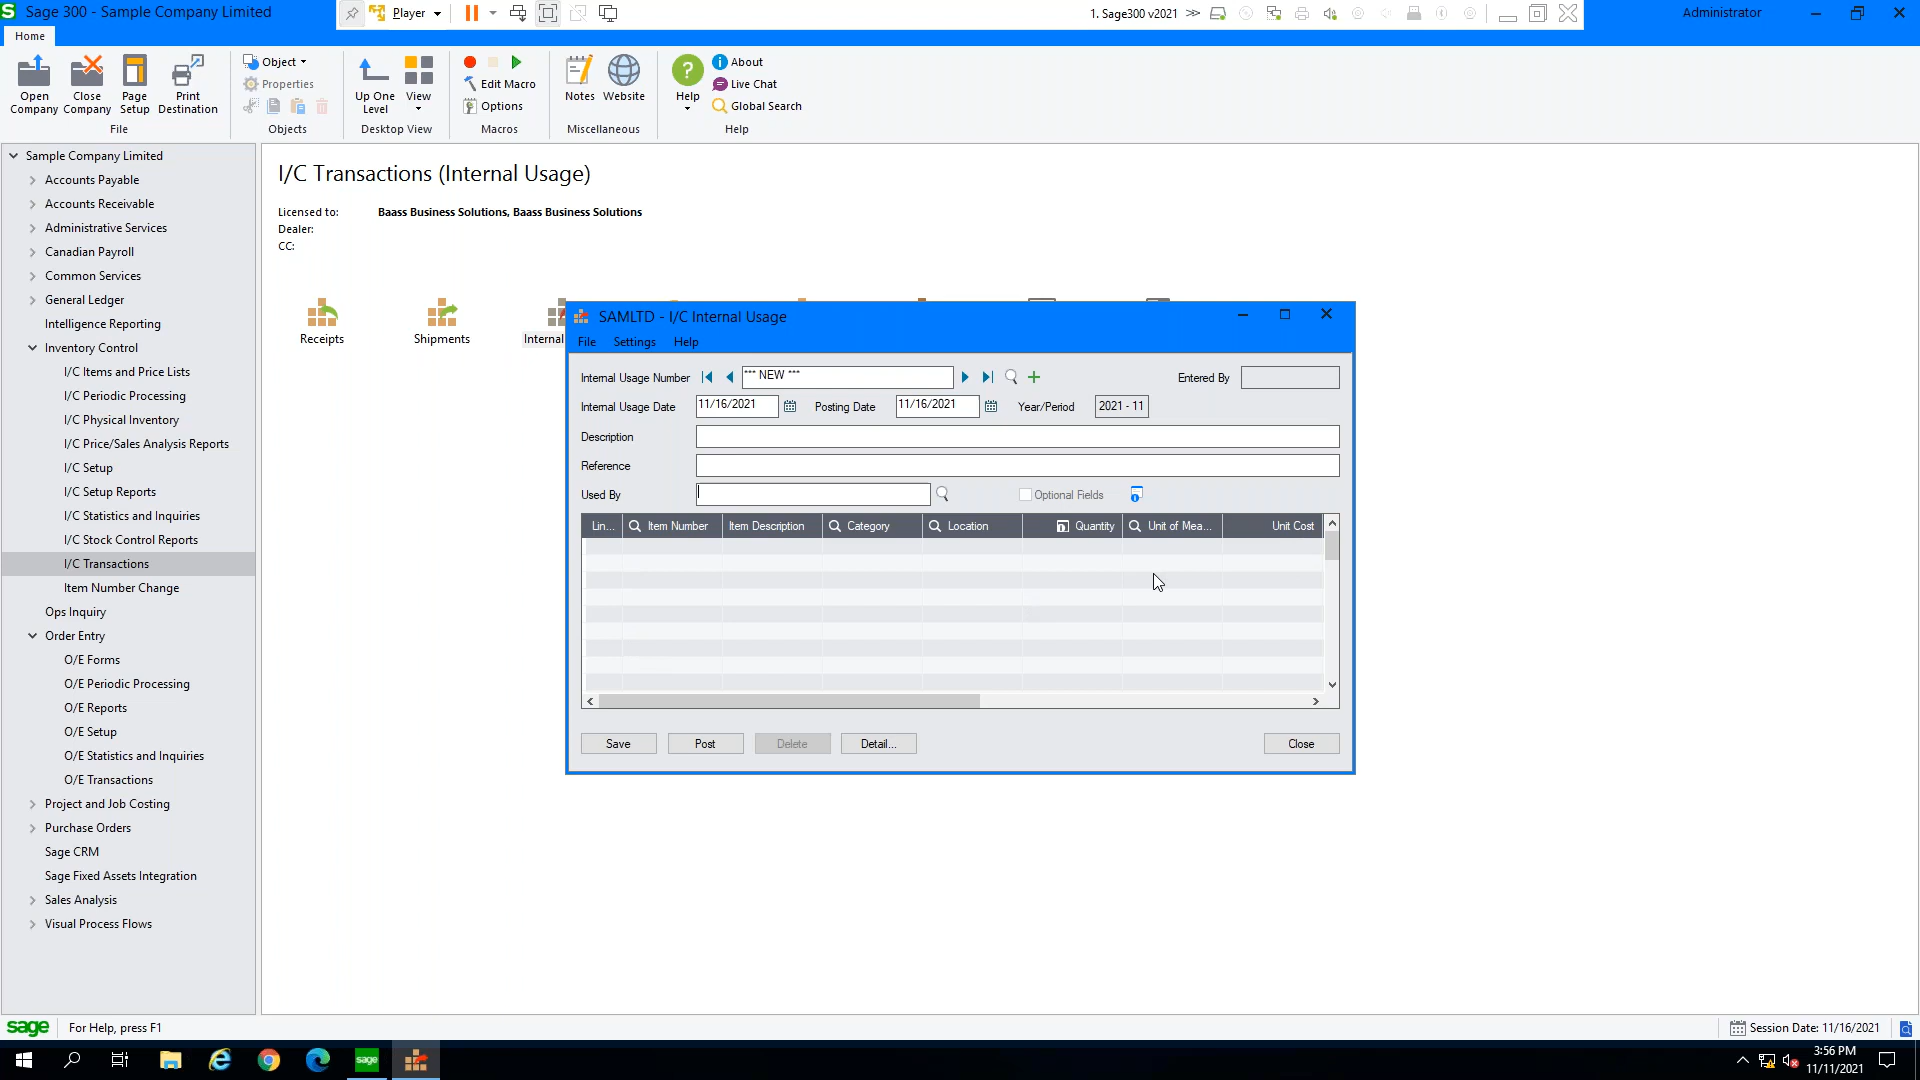 Sage 300 - Sample Company Limited
Player
1. Sage300 v2021
Administrator
Home
Open Company
Close Company
Page Setup
Print Destination
File
Object
Properties
Objects
Up One Level
View
Desktop View
Edit Macro
Options
Macros
Notes
Website
Miscellaneous
Help
About
Live Chat
Global Search
Help
Sample Company Limited
Accounts Payable
Accounts Receivable
Administrative Services
Canadian Payroll
Common Services
General Ledger
Intelligence Reporting
Inventory Control
I/C Items and Price Lists
I/C Periodic Processing
I/C Physical Inventory
I/C Price/Sales Analysis Reports
I/C Setup
I/C Setup Reports
I/C Statistics and Inquiries
I/C Stock Control Reports
I/C Transactions
Item Number Change
Ops Inquiry
Order Entry
O/E Forms
O/E Periodic Processing
O/E Reports
O/E Setup
O/E Statistics and Inquiries
O/E Transactions
Project and Job Costing
Purchase Orders
Sage CRM
Sage Fixed Assets Integration
Sales Analysis
Visual Process Flows
I/C Transactions (Internal Usage)
Licensed to: Baass Business Solutions, Baass Business Solutions
Dealer:
CC:
Receipts
Shipments
Internal
SAMLTD - I/C Internal Usage
File Settings Help
Internal Usage Number *** NEW *** Entered By
Internal Usage Date 11/16/2021 Posting Date 11/16/2021 Year/Period 2021 - 11
Description
Reference
Used By Optional Fields
Lin... Item Number Item Description Category Location Quantity Unit of Mea... Unit Cost
Save Post Delete Detail... Close
sage For Help, press F1 Session Date: 11/16/2021
sage
3:56 PM
11/11/2021